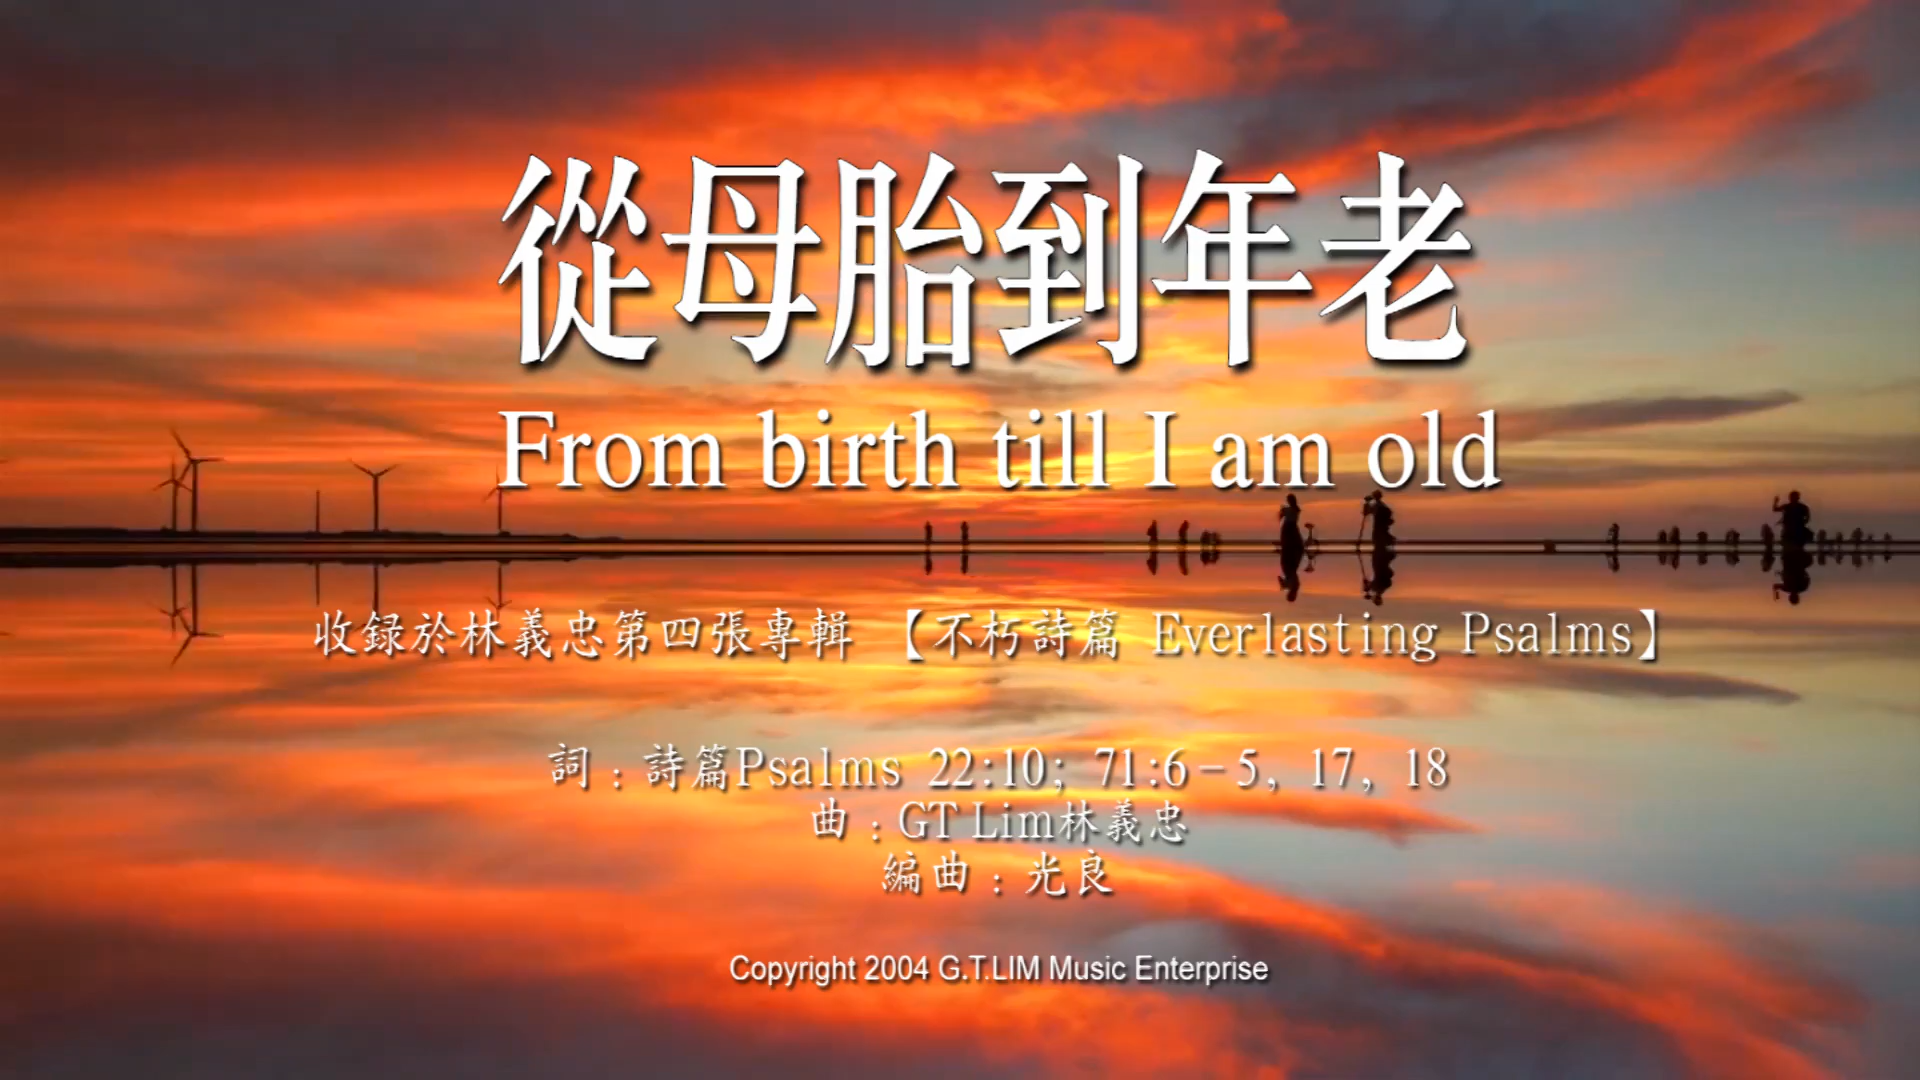 從母胎到年老
From birth till I am old
收録於林義忠第四張專輯 【不朽詩篇 Everlasting Psalms】
詞：詩篇Psalms 22:10; 71:6-5, 17, 18
曲：GT Lim林義忠
編曲：光良
Copyright 2004 G.T.LIM Music Enterprise